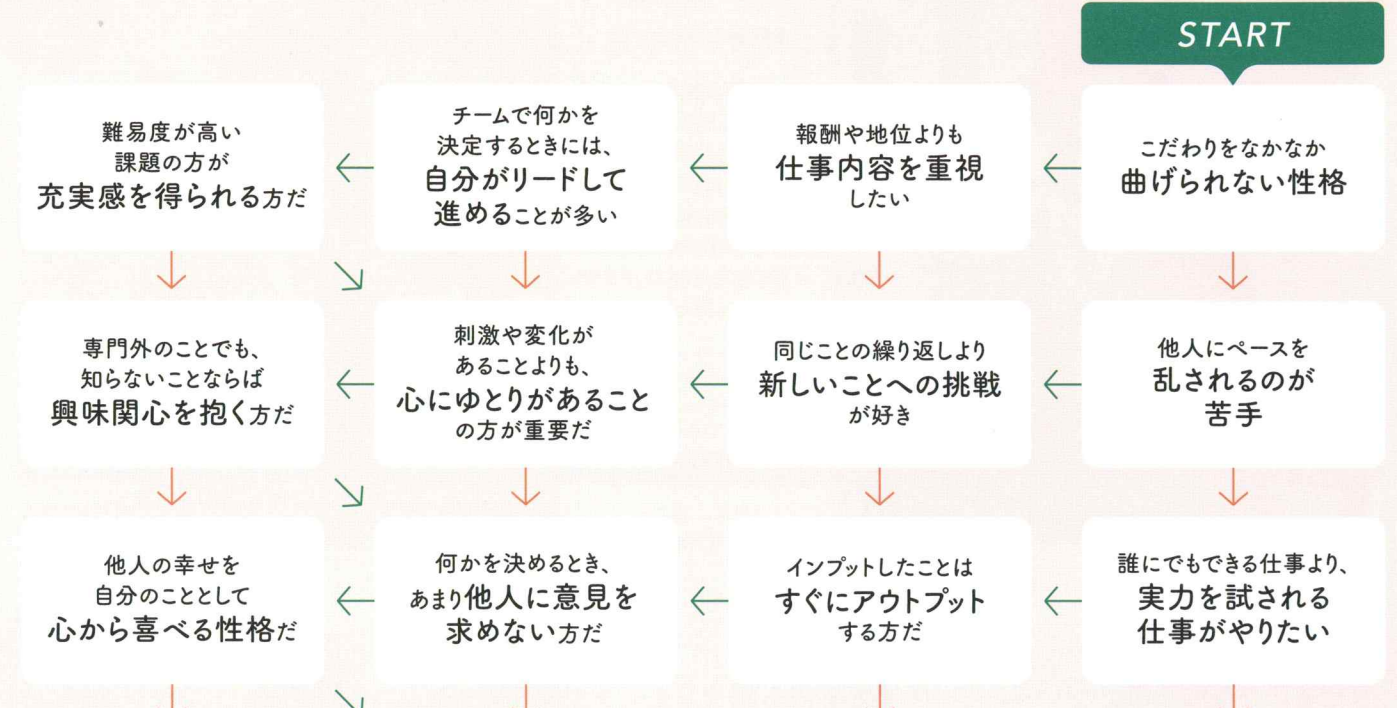 START
こだわりをなかなか
曲げられない性格
報酬や地位よりも
仕事内容を重視
したい
チームで何かを
決定するときには、
自分がリードして
進めることが多い
難易度が高い
課題の方が
充実感を得られる方だ
他人にペースを
乱されるのが
苦手
同じことの繰り返しより
新しいことへの挑戦
が好き
刺激や変化が
あることよりも、
心にゆとりがあること
の方が重要だ
専門外のことでも、
知らないことならば
興味関心を抱く方だ
誰にでもできる仕事より、
実力を試される
仕事がやりたい
インプットしたことは
すぐにアウトプット
する方だ
何かを決めるとき、
あまり他人に意見を
求めない方だ
他人の幸せを
自分のこととして
心から喜べる性格だ